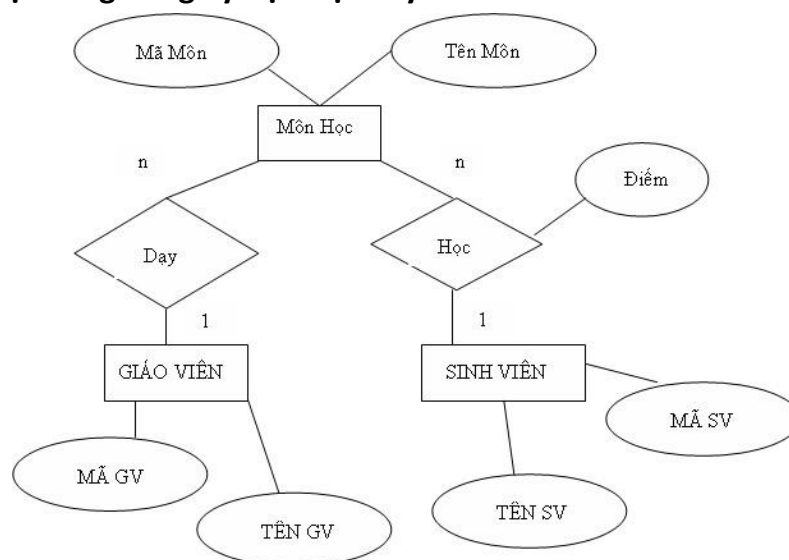 Mã Môn
Tên Môn
Môn Học
n
n
Điểm
Dạy
Học
1
1
GIÁO VIÊN
SINH VIÊN
MÃ SV
MÃ GV
TÊN SV
TÊN GV